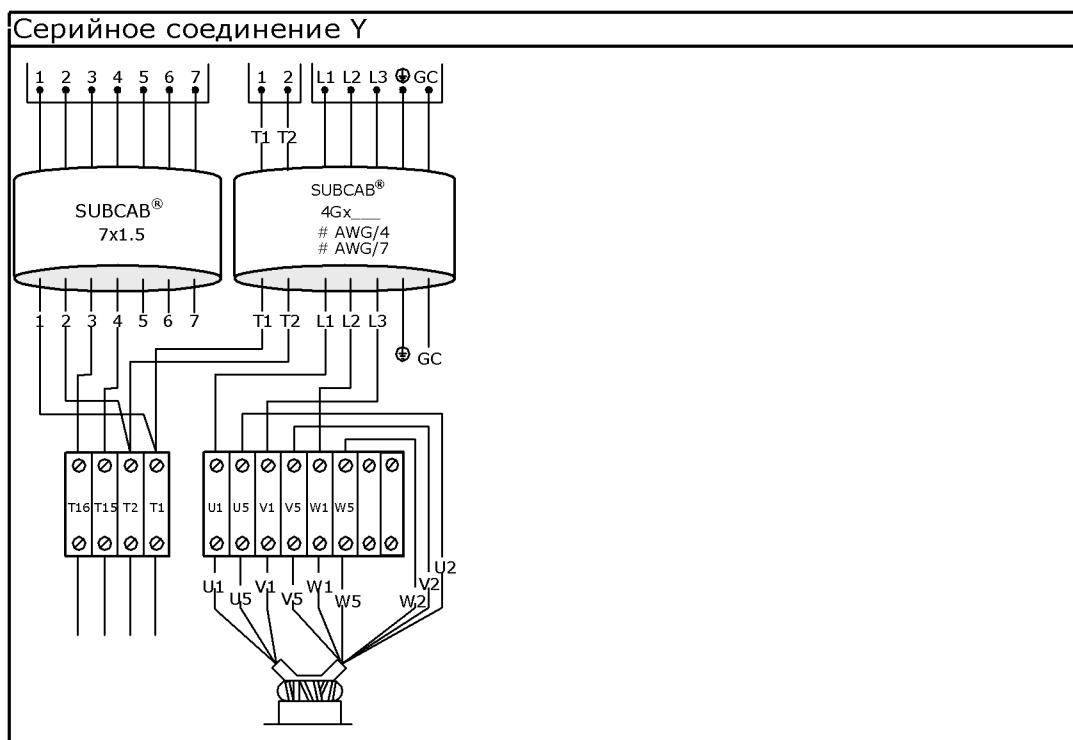 Серийное соединение Y
1 2 3 4 5 6 7 1 2 L1 L2 L3 GC
T1 T2
SUBCAB®
7x1.5
SUBCAB®
4Gx___
# AWG/4
# AWG/7
1 2 3 4 5 6 7 T1 T2 L1 L2 L3
GC
T16 T15 T2 T1 U1 U5 V1 V5 W1 W5
U2
U1 V1 W1 V2
U5 V5 W5 W2